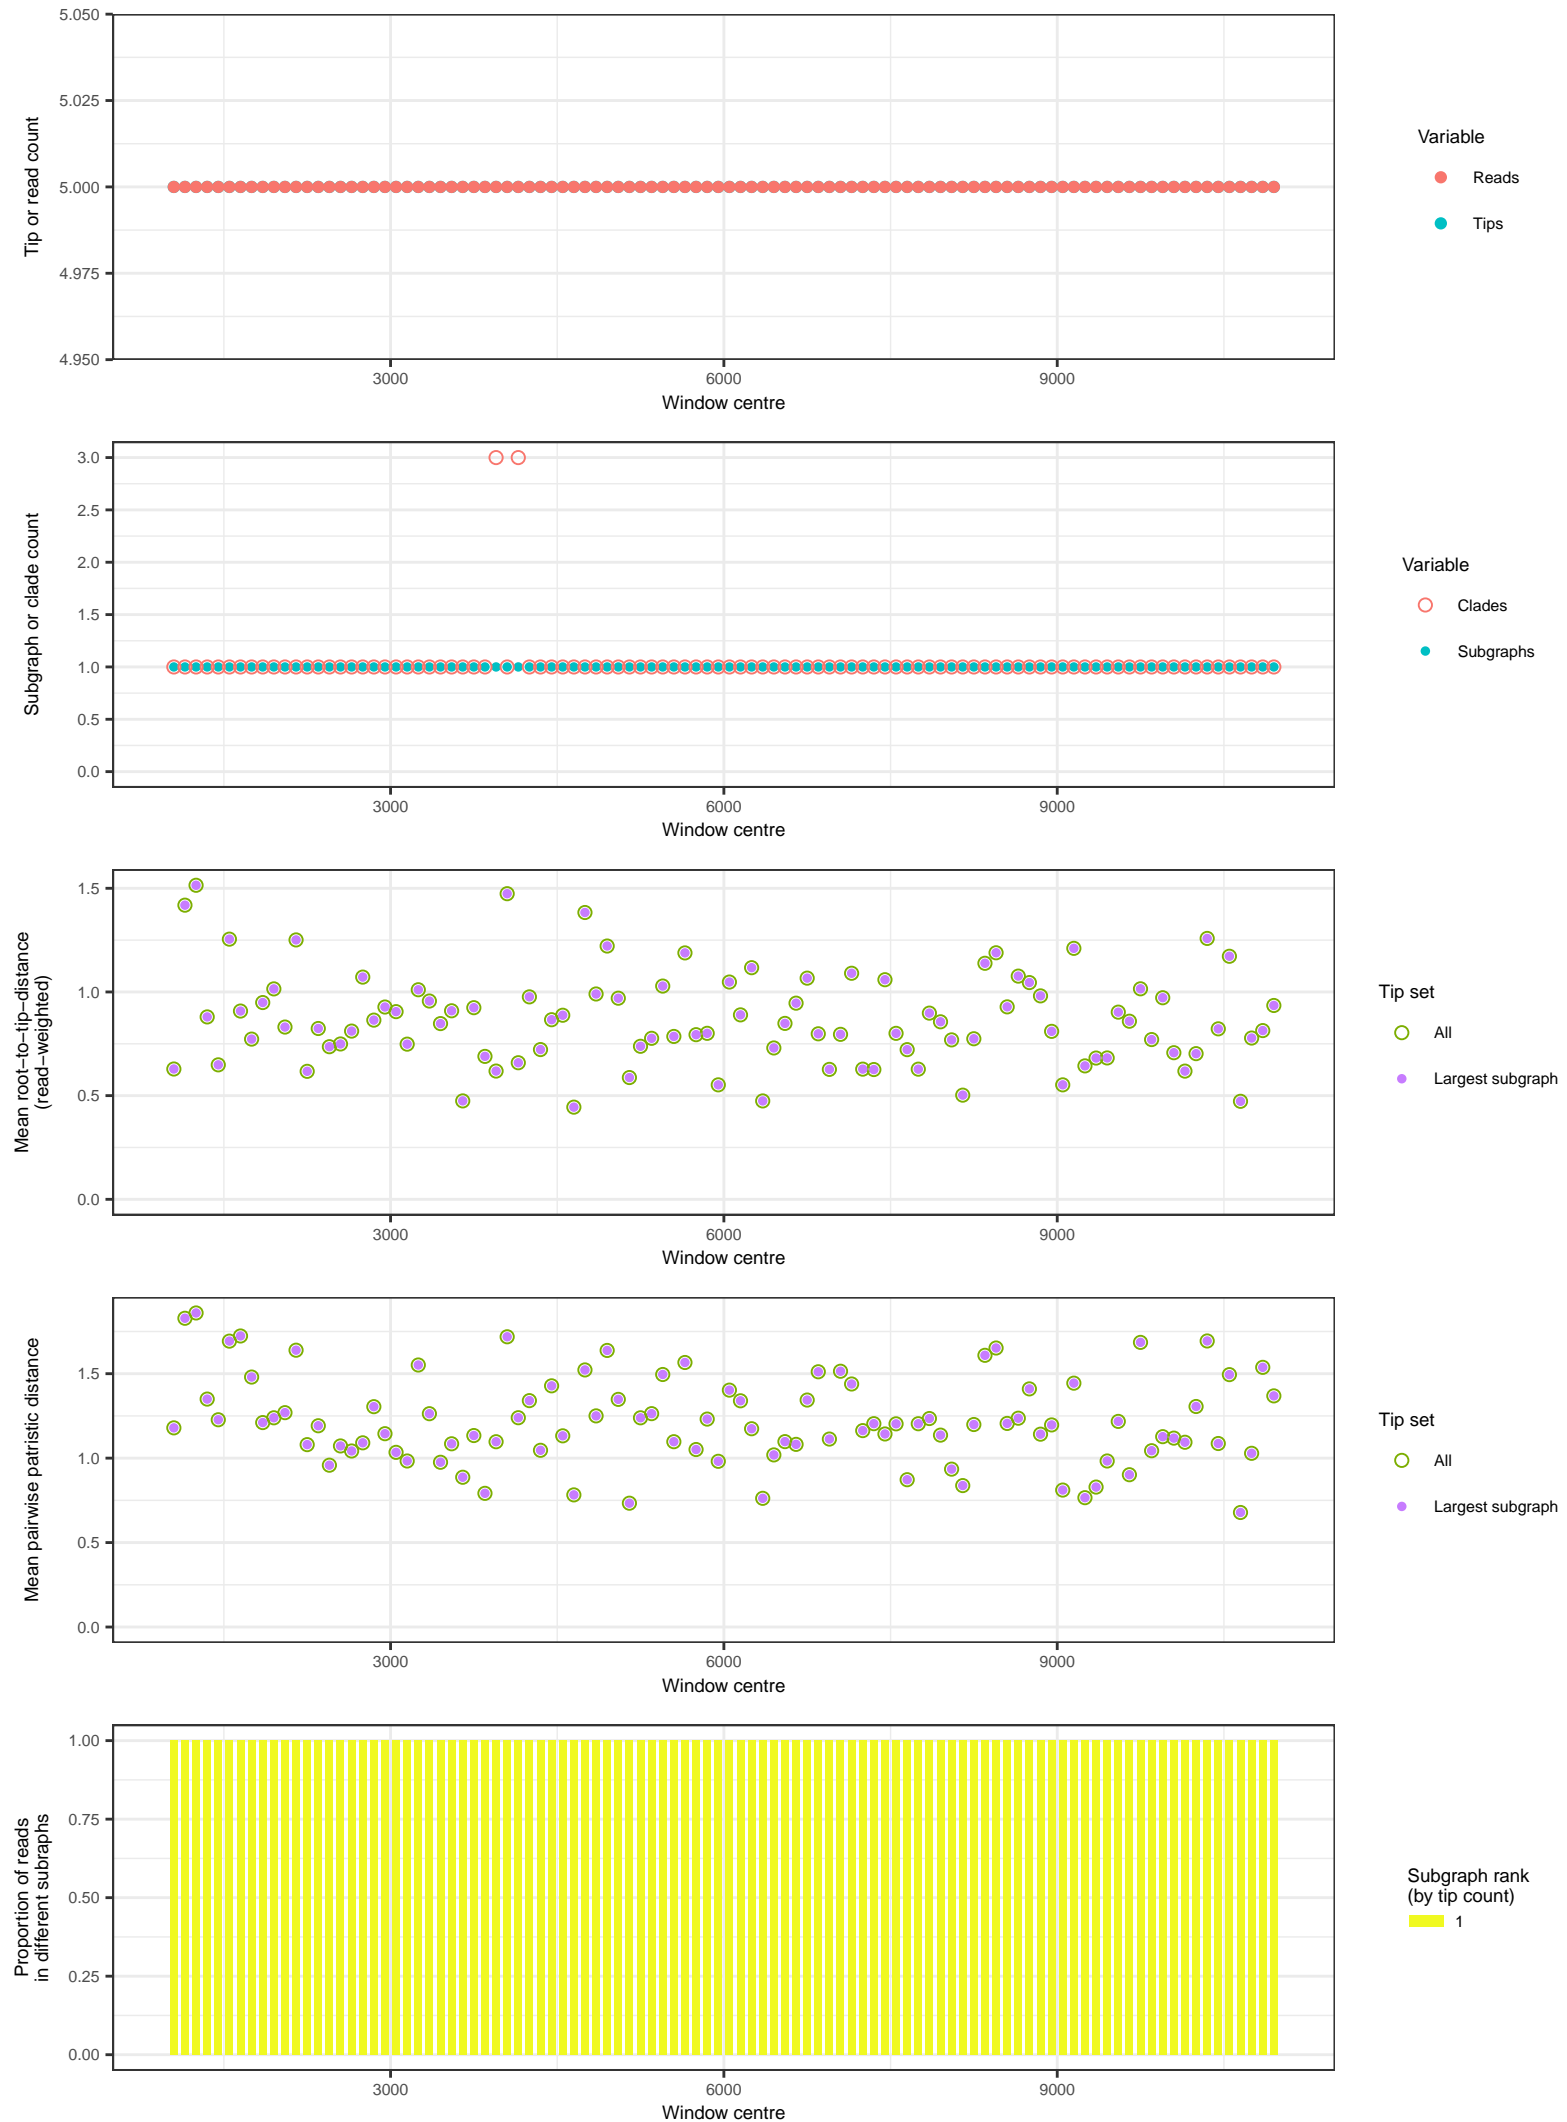 5.050
5.025
5.000
4.975
4.950
Tip or read count
3000
6000
9000
Window centre
Variable
Reads
Tips
3.0
2.5
2.0
1.5
1.0
0.5
0.0
Subgraph or clade count
3000
6000
9000
Window centre
Variable
Clades
Subgraphs
1.5
1.0
0.5
0.0
Mean root−to−tip−distance
(read−weighted)
3000
6000
9000
Window centre
Tip set
All
Largest subgraph
1.5
1.0
0.5
0.0
Mean pairwise patristic distance
3000
6000
9000
Window centre
Tip set
All
Largest subgraph
1.00
0.75
0.50
0.25
0.00
Proportion of reads
in different subraphs
3000
6000
9000
Window centre
Subgraph rank
(by tip count)
1